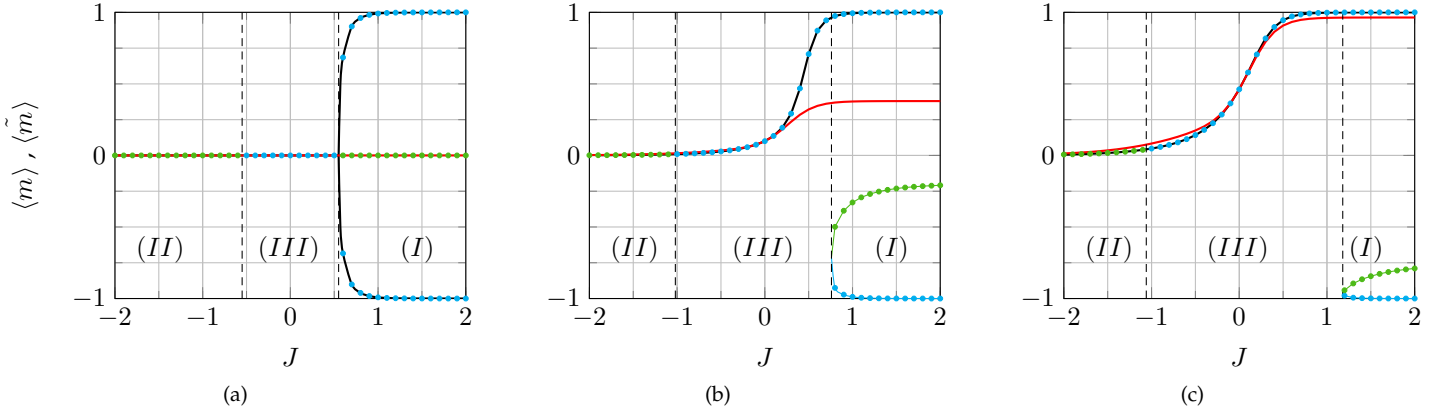 ⟨m⟩ , ⟨m̃⟩
1
0
−1
(II) (III) (I)
−2 −1 0 1 2
J
(a)
1
0
−1
(II) (III) (I)
−2 −1 0 1 2
J
(b)
1
0
−1
(II) (III) (I)
−2 −1 0 1 2
J
(c)